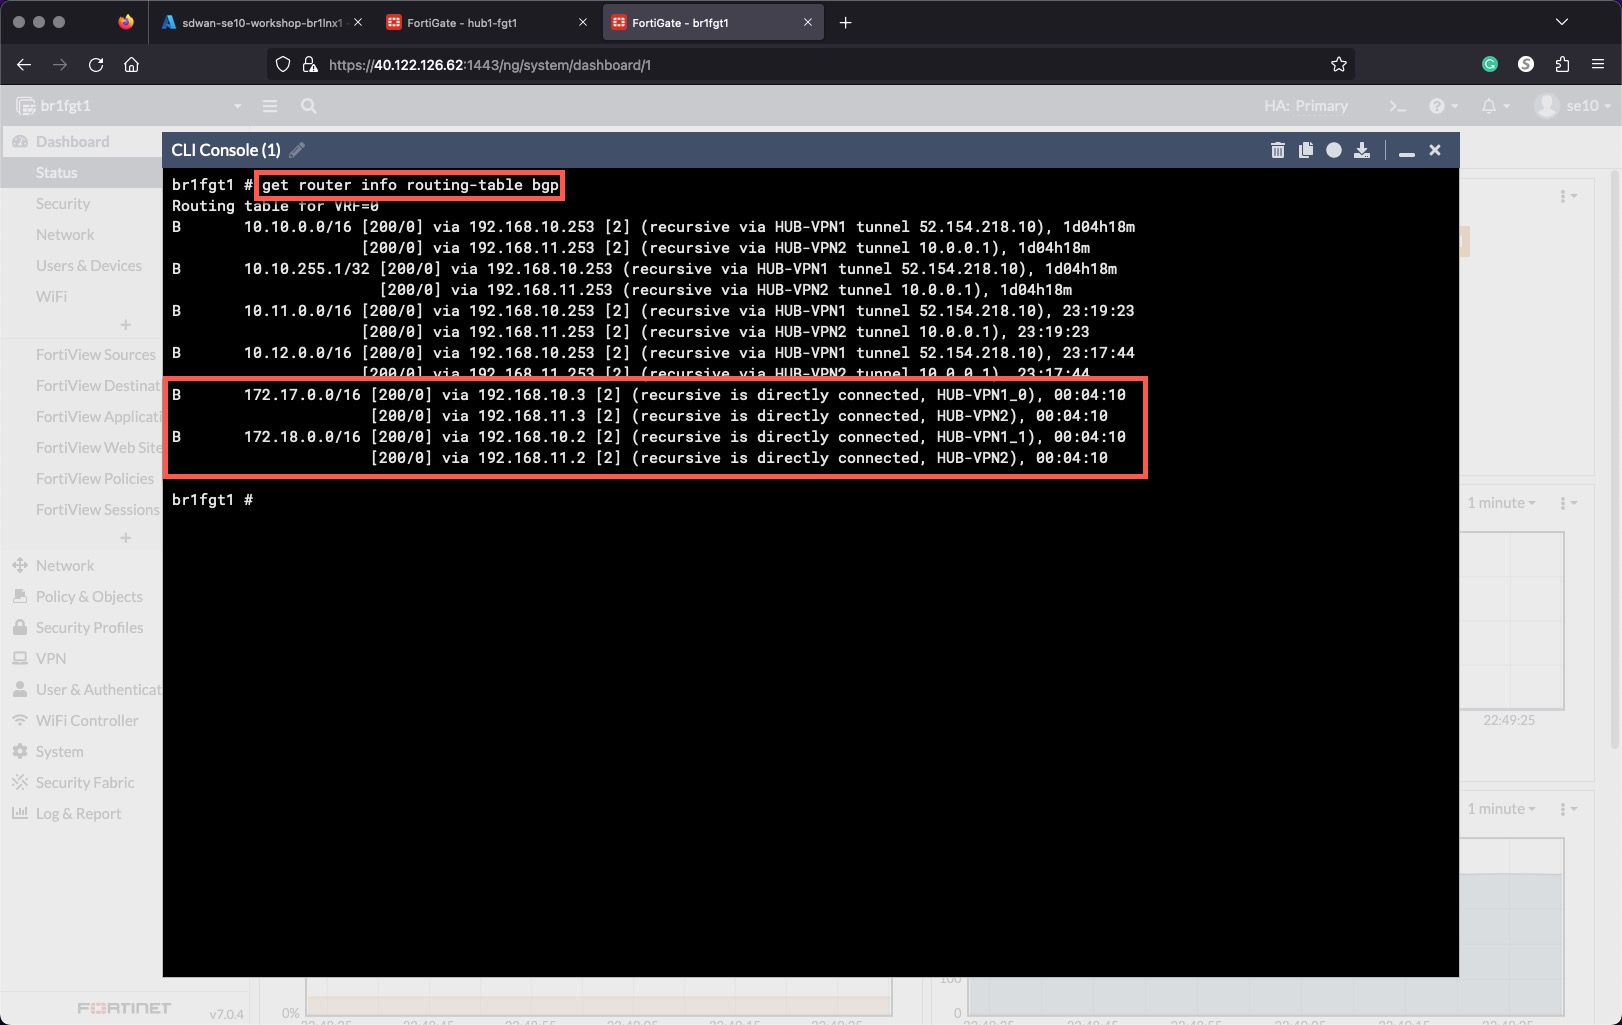 sdwan-se10-workshop-br1lnx1
FortiGate - hub1-fgt1
FortiGate - br1fgt1
https://40.122.126.62:1443/ng/system/dashboard/1
br1fgt1
HA: Primary
se10
Dashboard
Status
Security
Network
Users & Devices
WiFi
FortiView Sources
FortiView Destinat
FortiView Applicati
FortiView Web Site
FortiView Policies
FortiView Sessions
Network
Policy & Objects
Security Profiles
VPN
User & Authenticat
WiFi Controller
System
Security Fabric
Log & Report
FORTINET
v7.0.4
CLI Console (1)
br1fgt1 # get router info routing-table bgp
Routing table for VRF=0
B 10.10.0.0/16 [200/0] via 192.168.10.253 [2] (recursive via HUB-VPN1 tunnel 52.154.218.10), 1d04h18m
[200/0] via 192.168.11.253 [2] (recursive via HUB-VPN2 tunnel 10.0.0.1), 1d04h18m
B 10.10.255.1/32 [200/0] via 192.168.10.253 (recursive via HUB-VPN1 tunnel 52.154.218.10), 1d04h18m
[200/0] via 192.168.11.253 (recursive via HUB-VPN2 tunnel 10.0.0.1), 1d04h18m
B 10.11.0.0/16 [200/0] via 192.168.10.253 [2] (recursive via HUB-VPN1 tunnel 52.154.218.10), 23:19:23
[200/0] via 192.168.11.253 [2] (recursive via HUB-VPN2 tunnel 10.0.0.1), 23:19:23
B 10.12.0.0/16 [200/0] via 192.168.10.253 [2] (recursive via HUB-VPN1 tunnel 52.154.218.10), 23:17:44
[200/0] via 192.168.11.253 [2] (recursive via HUB-VPN2 tunnel 10.0.0.1), 23:17:44
B 172.17.0.0/16 [200/0] via 192.168.10.3 [2] (recursive is directly connected, HUB-VPN1_0), 00:04:10
[200/0] via 192.168.11.3 [2] (recursive is directly connected, HUB-VPN2), 00:04:10
B 172.18.0.0/16 [200/0] via 192.168.10.2 [2] (recursive is directly connected, HUB-VPN1_1), 00:04:10
[200/0] via 192.168.11.2 [2] (recursive is directly connected, HUB-VPN2), 00:04:10
br1fgt1 #
1 minute
22:49:25
1 minute
100
0%
0